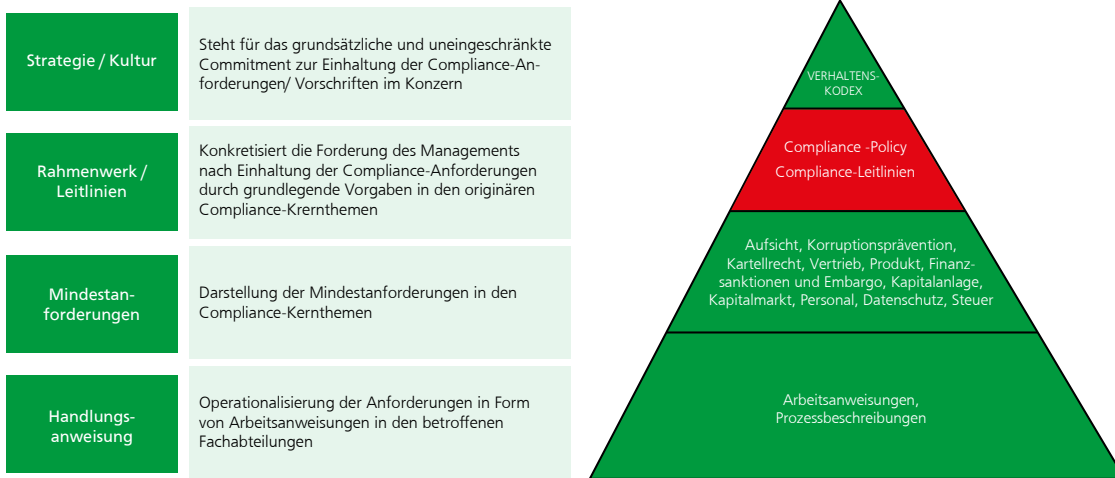 Strategie / Kultur
Steht für das grundsätzliche und uneingeschränkte
Commitment zur Einhaltung der Compliance-An-
forderungen/ Vorschriften im Konzern
Rahmenwerk /
Leitlinien
Konkretisiert die Forderung des Managements
nach Einhaltung der Compliance-Anforderungen
durch grundlegende Vorgaben in den originären
Compliance-Krernthemen
Mindestan-
forderungen
Darstellung der Mindestanforderungen in den
Compliance-Kernthemen
Handlungs-
anweisung
Operationalisierung der Anforderungen in Form
von Arbeitsanweisungen in den betroffenen
Fachabteilungen
VERHALTENS-
KODEX
Compliance -Policy
Compliance-Leitlinien
Aufsicht, Korruptionsprävention,
Kartellrecht, Vertrieb, Produkt, Finanz-
sanktionen und Embargo, Kapitalanlage,
Kapitalmarkt, Personal, Datenschutz, Steuer
Arbeitsanweisungen,
Prozessbeschreibungen